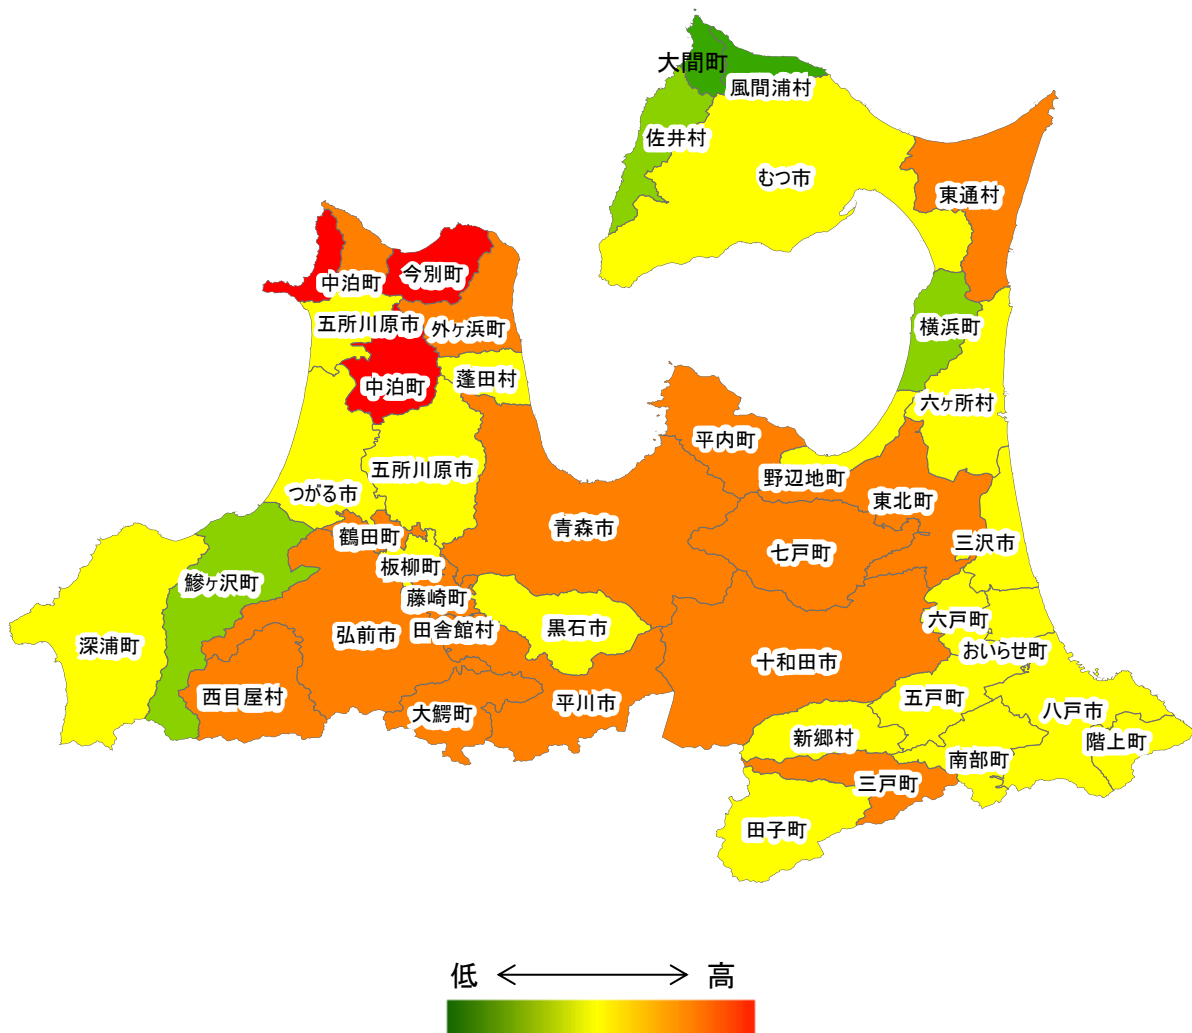 大間町
風間浦村
佐井村
むつ市
東通村
中泊町
今別町
五所川原市
外ヶ浜町
横浜町
中泊町
蓬田村
六ヶ所村
平内町
五所川原市
野辺地町
つがる市
東北町
青森市
鶴田町
七戸町
三沢市
板柳町
鰺ヶ沢町
藤崎町
六戸町
田舎館村
黒石市
弘前市
深浦町
おいらせ町
十和田市
西目屋村
五戸町
平川市
大鰐町
八戸市
新郷村
階上町
南部町
三戸町
田子町
低
高